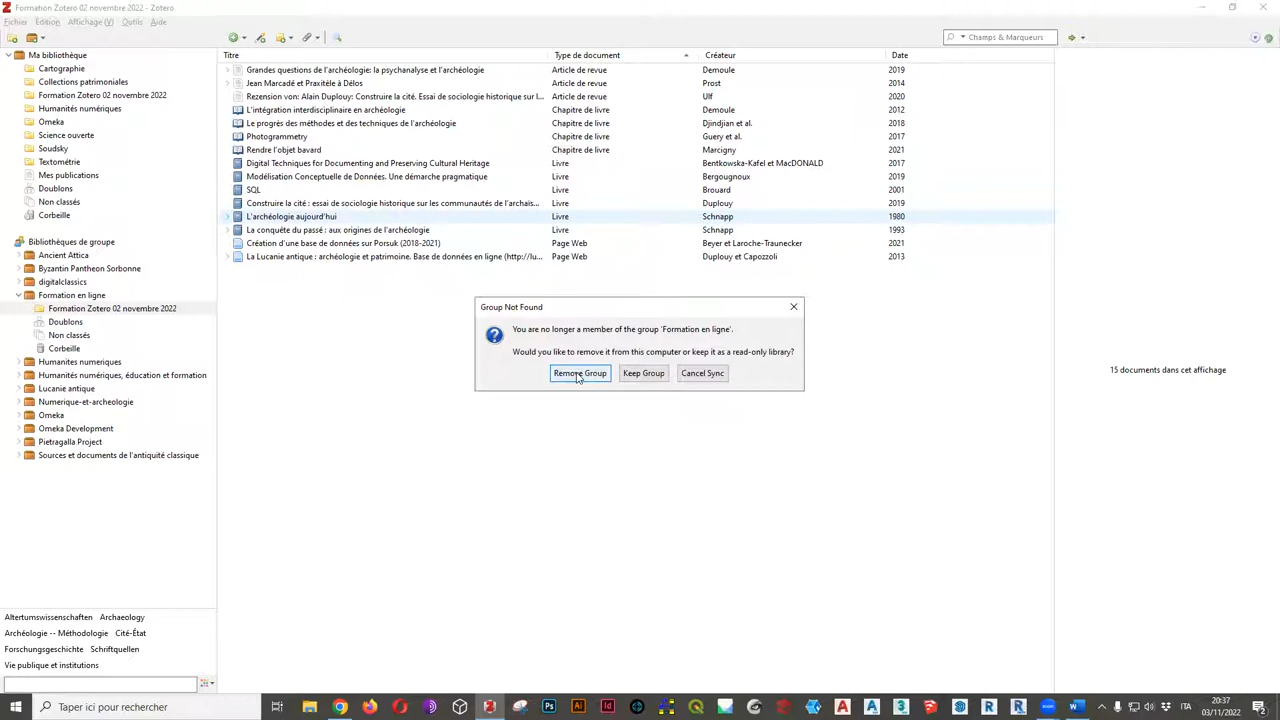 Formation Zotero 02 novembre 2022 - Zotero
Fichier Edition Affichage (V) Outils Aide
Champs & Marqueurs
Ma bibliothèque
Cartographie
Collections patrimoniales
Formation Zotero 02 novembre 2022
Humanités numériques
Omeka
Science ouverte
Soudsky
Textométrie
Mes publications
Doublons
Non classés
Corbeille
Bibliothèques de groupe
Ancient Attica
Byzantin Pantheon Sorbonne
digitalclassics
Formation en ligne
Formation Zotero 02 novembre 2022
Doublons
Non classés
Corbeille
Humanites numeriques
Humanités numériques, éducation et formation
Lucanie antique
Numerique-et-archeologie
Omeka
Omeka Development
Pietragalla Project
Sources et documents de l'antiquité classique
Altertumswissenschaften Archaeology
Archéologie -- Méthodologie Cité-État
Forschungsgeschichte Schriftquellen
Vie publique et institutions
Titre Type de document Créateur Date
Grandes questions de l'archéologie: la psychanalyse et l'archéologie Article de revue Demoule 2019
Jean Marcadé et Praxitèle à Délos Article de revue Prost 2014
Rezension von: Alain Duplouy: Construire la cité. Essai de sociologie historique sur l... Article de revue Ulf 2020
L'intégration interdisciplinaire en archéologie Chapitre de livre Demoule 2012
Le progrès des méthodes et des techniques de l'archéologie Chapitre de livre Djindjian et al. 2018
Photogrammetry Chapitre de livre Guery et al. 2017
Rendre l'objet bavard Chapitre de livre Marcigny 2021
Digital Techniques for Documenting and Preserving Cultural Heritage Livre Bentkowska-Kafel et MacDONALD 2017
Modélisation Conceptuelle de Données. Une démarche pragmatique Livre Bergougnoux 2019
SQL Livre Brouard 2001
Construire la cité : essai de sociologie historique sur les communautés de l'archaïs... Livre Duplouy 2019
L'archéologie aujourd'hui Livre Schnapp 1980
La conquête du passé : aux origines de l'archéologie Livre Schnapp 1993
Création d'une base de données sur Porsuk (2018-2021) Page Web Beyer et Laroche-Traunecker 2021
La Lucanie antique : archéologie et patrimoine. Base de données en ligne (http://lu... Page Web Duplouy et Capozzoli 2013
Group Not Found
You are no longer a member of the group 'Formation en ligne'.
Would you like to remove it from this computer or keep it as a read-only library?
Remove Group Keep Group Cancel Sync
15 documents dans cet affichage
Taper ici pour rechercher
Ps Ai Id A A 3 R R
ITA
20:37
03/11/2022